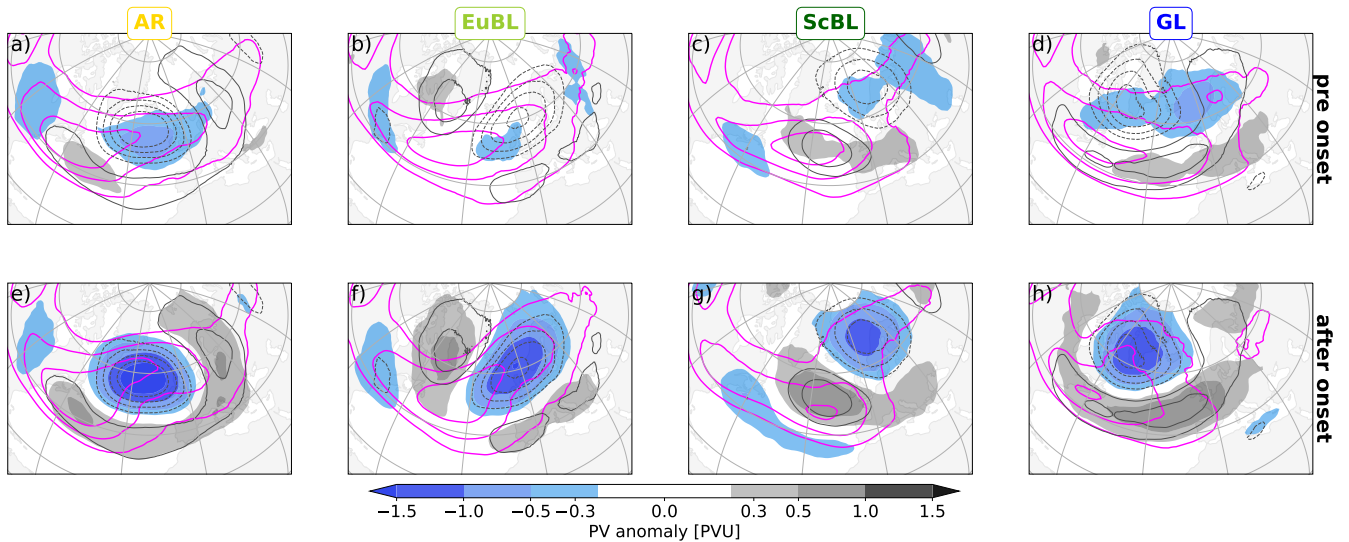 AR
EuBL
ScBL
GL
a)
b)
c)
d)
pre onset
e)
f)
g)
h)
after onset
−1.5
−1.0
−0.5
−0.3
0.0
0.3
0.5
1.0
1.5
PV anomaly [PVU]